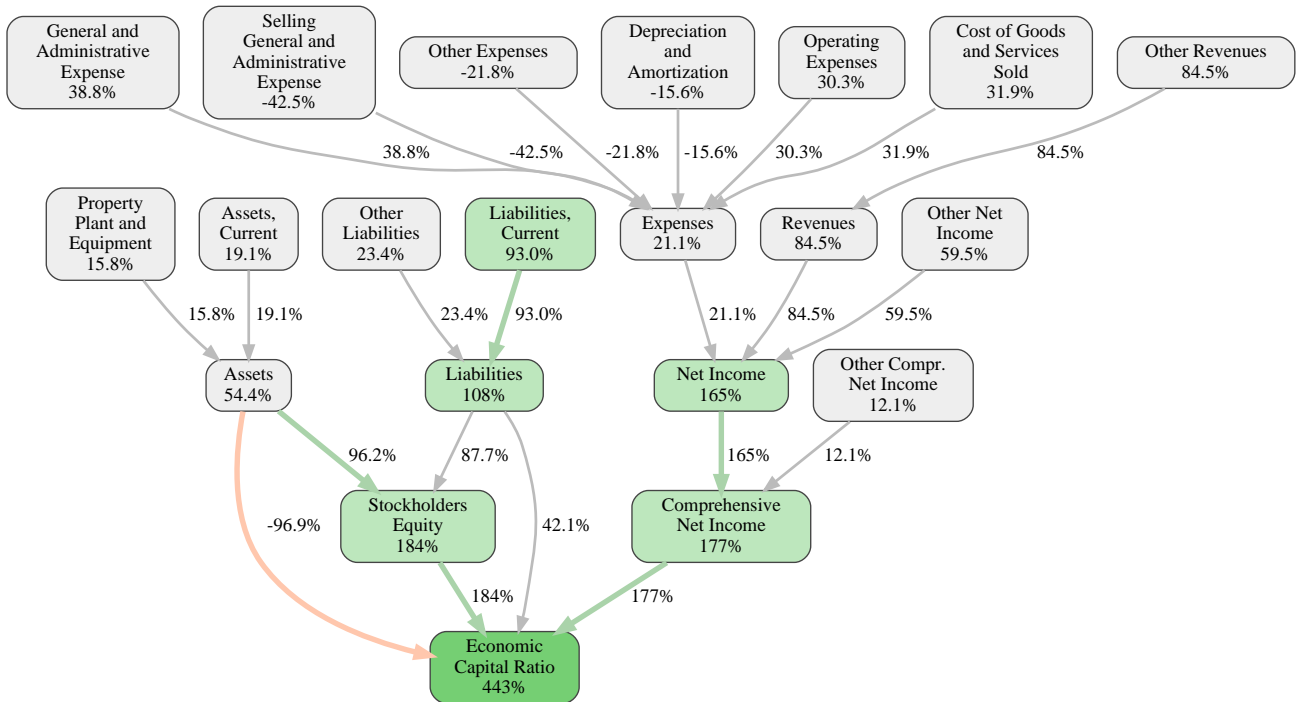 General and
Administrative
Expense
38.8%
Selling
General and
Administrative
Expense
-42.5%
Other Expenses
-21.8%
Depreciation
and
Amortization
-15.6%
Operating
Expenses
30.3%
Cost of Goods
and Services
Sold
31.9%
Other Revenues
84.5%
38.8%
-42.5%
-21.8%
-15.6%
30.3%
31.9%
84.5%
Property
Plant and
Equipment
15.8%
Assets,
Current
19.1%
Other
Liabilities
23.4%
Liabilities,
Current
93.0%
Expenses
21.1%
Revenues
84.5%
Other Net
Income
59.5%
15.8%
19.1%
23.4%
93.0%
21.1%
84.5%
59.5%
Assets
54.4%
Liabilities
108%
Net Income
165%
Other Compr.
Net Income
12.1%
96.2%
87.7%
165%
12.1%
-96.9%
Stockholders
Equity
184%
42.1%
Comprehensive
Net Income
177%
184%
177%
Economic
Capital Ratio
443%